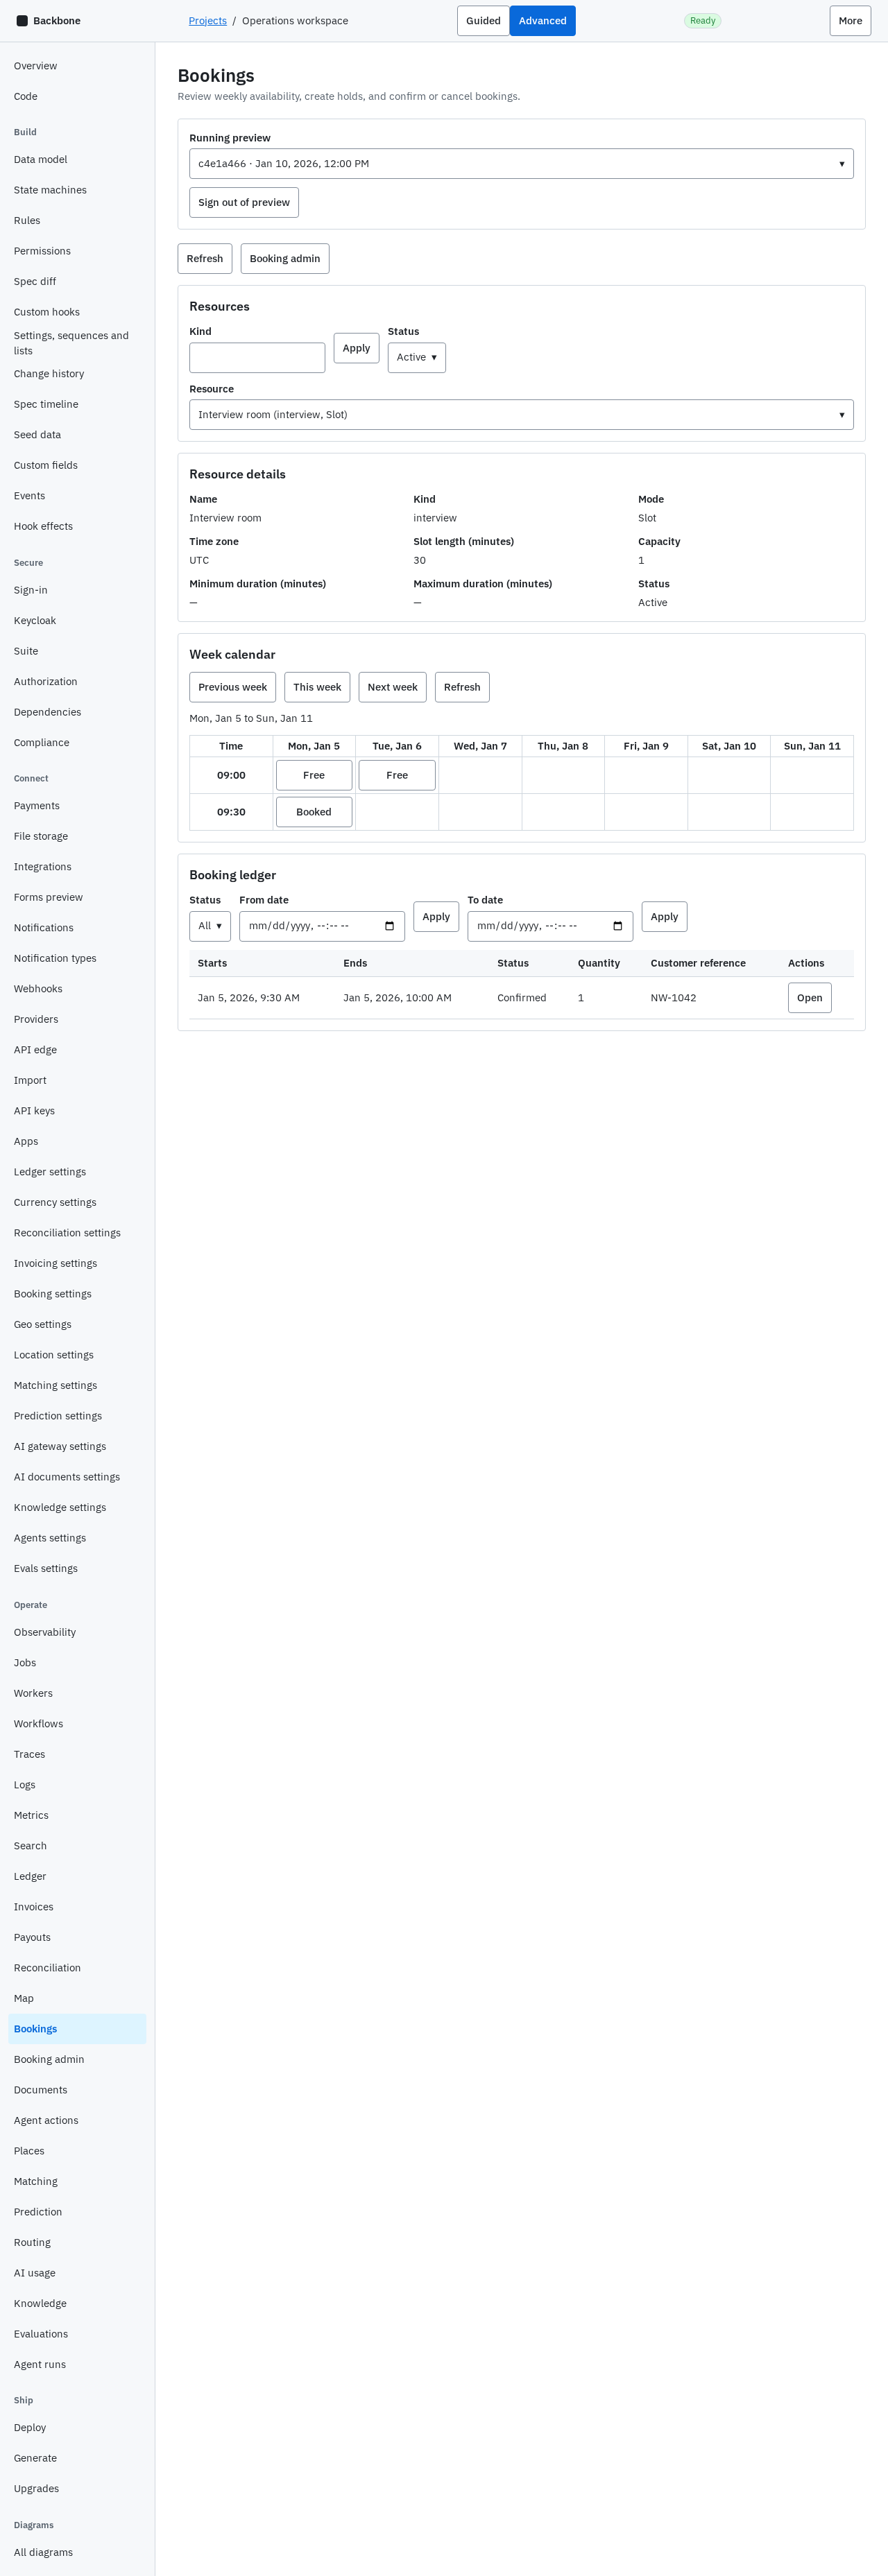 Backbone
Projects / Operations workspace
Guided
Advanced
Ready
More
Overview
Code
Build
Data model
State machines
Rules
Permissions
Spec diff
Custom hooks
Settings, sequences and
lists
Change history
Spec timeline
Seed data
Custom fields
Events
Hook effects
Secure
Sign-in
Keycloak
Suite
Authorization
Dependencies
Compliance
Connect
Payments
File storage
Integrations
Forms preview
Notifications
Notification types
Webhooks
Providers
API edge
Import
API keys
Apps
Ledger settings
Currency settings
Reconciliation settings
Invoicing settings
Booking settings
Geo settings
Location settings
Matching settings
Prediction settings
AI gateway settings
AI documents settings
Knowledge settings
Agents settings
Evals settings
Operate
Observability
Jobs
Workers
Workflows
Traces
Logs
Metrics
Search
Ledger
Invoices
Payouts
Reconciliation
Map
Bookings
Booking admin
Documents
Agent actions
Places
Matching
Prediction
Routing
AI usage
Knowledge
Evaluations
Agent runs
Ship
Deploy
Generate
Upgrades
Diagrams
All diagrams
Bookings
Review weekly availability, create holds, and confirm or cancel bookings.
Running preview
c4e1a466 · Jan 10, 2026, 12:00 PM ▾
Sign out of preview
Refresh Booking admin
Resources
Kind Apply Status
Active ▾
Resource
Interview room (interview, Slot) ▾
Resource details
Name Kind Mode
Interview room interview Slot
Time zone Slot length (minutes) Capacity
UTC 30 1
Minimum duration (minutes) Maximum duration (minutes) Status
— — Active
Week calendar
Previous week This week Next week Refresh
Mon, Jan 5 to Sun, Jan 11
Time Mon, Jan 5 Tue, Jan 6 Wed, Jan 7 Thu, Jan 8 Fri, Jan 9 Sat, Jan 10 Sun, Jan 11
09:00 Free Free
09:30 Booked
Booking ledger
Status From date To date
All ▾ mm/dd/yyyy, --:-- -- Apply mm/dd/yyyy, --:-- -- Apply
Starts Ends Status Quantity Customer reference Actions
Jan 5, 2026, 9:30 AM Jan 5, 2026, 10:00 AM Confirmed 1 NW-1042 Open